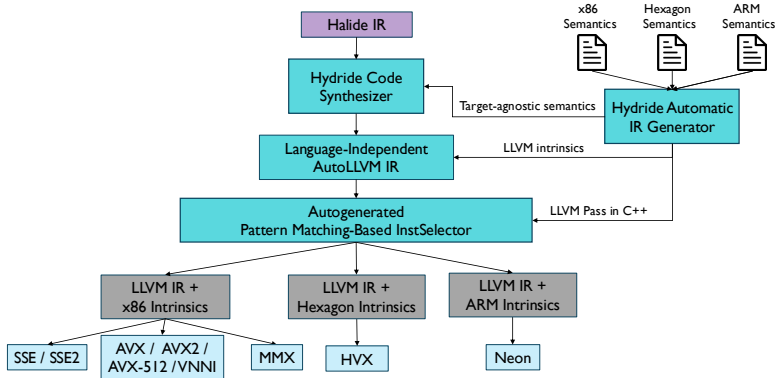 Halide IR
x86
Semantics
Hexagon
Semantics
ARM
Semantics
Hydride Code
Synthesizer
Target-agnostic semantics
Hydride Automatic
IR Generator
Language-Independent
AutoLLVM IR
LLVM intrinsics
Autogenerated
Pattern Matching-Based InstSelector
LLVM Pass in C++
LLVM IR +
x86 Intrinsics
LLVM IR +
Hexagon Intrinsics
LLVM IR +
ARM Intrinsics
SSE / SSE2
AVX / AVX2 /
AVX-512 / VNNI
MMX
HVX
Neon